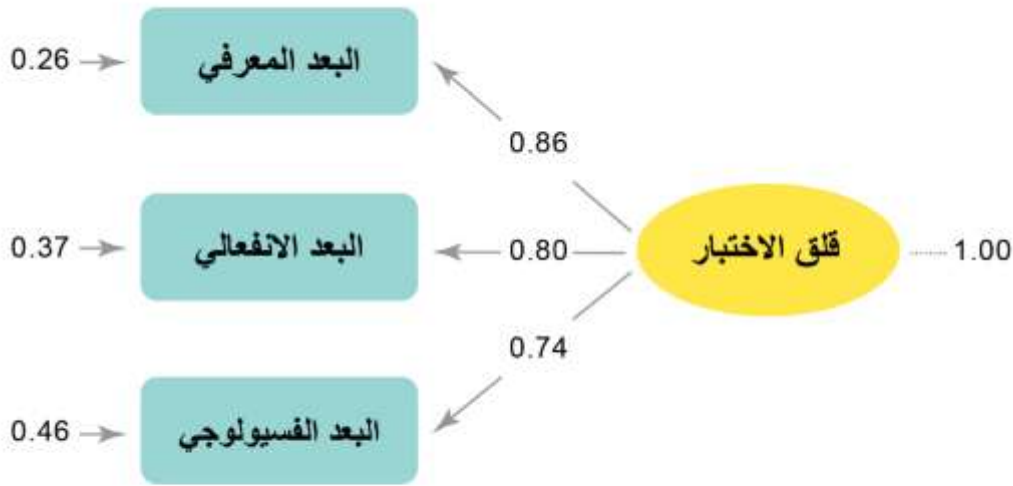 0.26
البعد المعرفي
0.86
0.37
البعد الانفعالي
0.80
قلق الاختبار
1.00
0.74
0.46
البعد الفسيولوجي